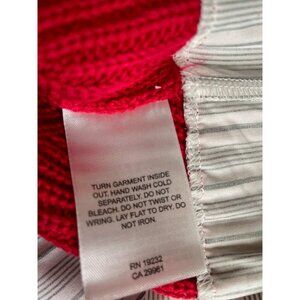 TURN GARMENT INSIDE
OUT. HAND WASH COLD
SEPARATELY. DO NOT
BLEACH. DO NOT TWIST OR
WRING. LAY FLAT TO DRY. DO
NOT IRON.
RN 19232
CA 29961